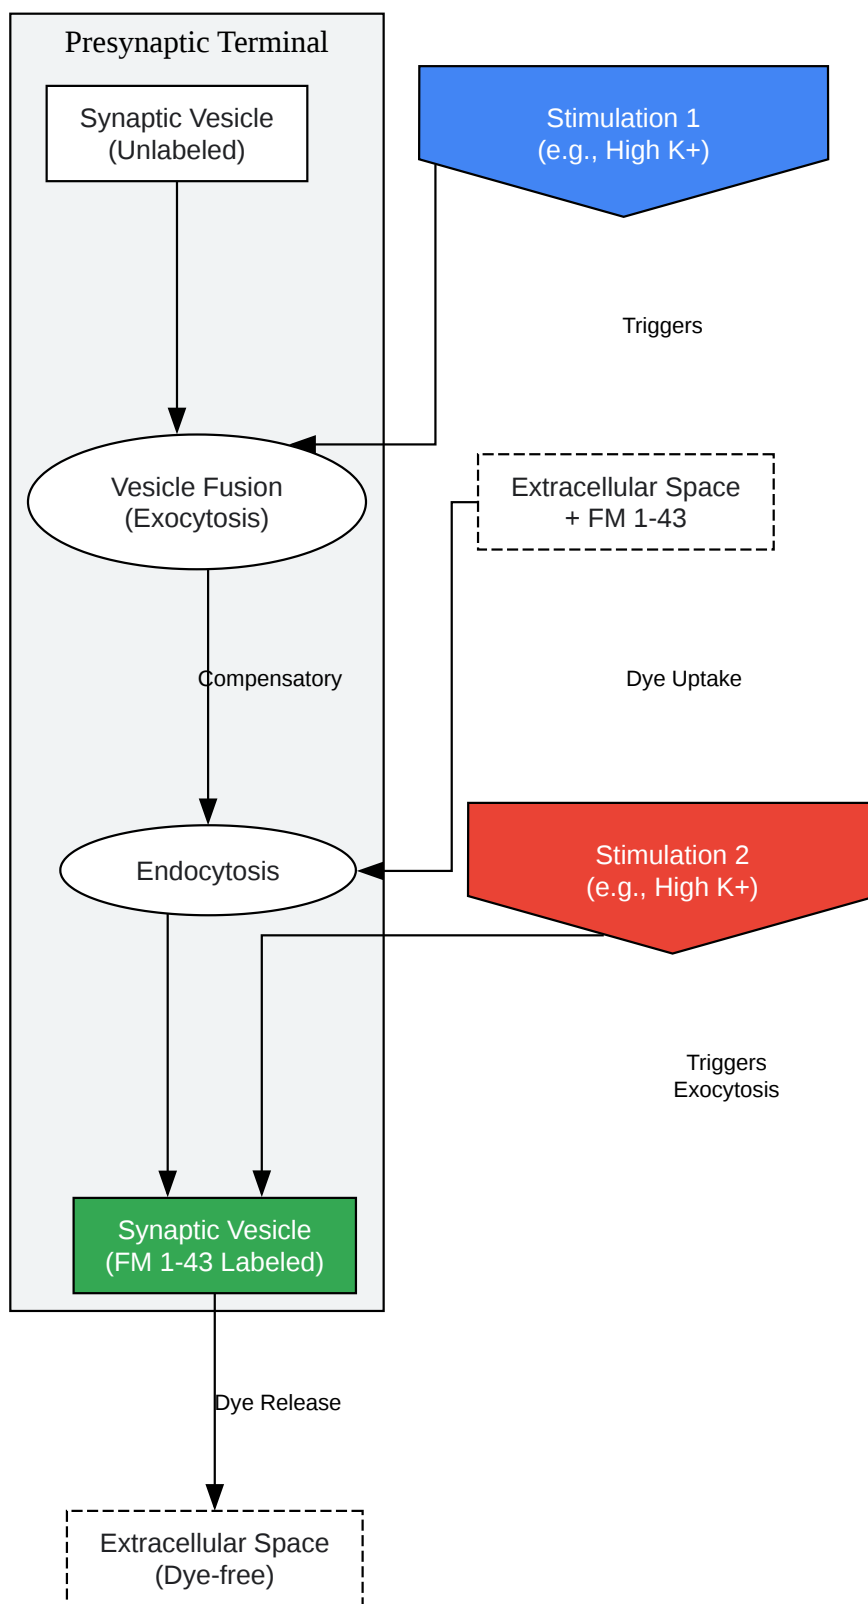 Presynaptic Terminal
Synaptic Vesicle
(Unlabeled)
Stimulation 1
(e.g., High K+)
Triggers
Vesicle Fusion
(Exocytosis)
Extracellular Space
+ FM 1-43
Compensatory
Dye Uptake
Endocytosis
Stimulation 2
(e.g., High K+)
Triggers
Exocytosis
Synaptic Vesicle
(FM 1-43 Labeled)
Dye Release
Extracellular Space
(Dye-free)